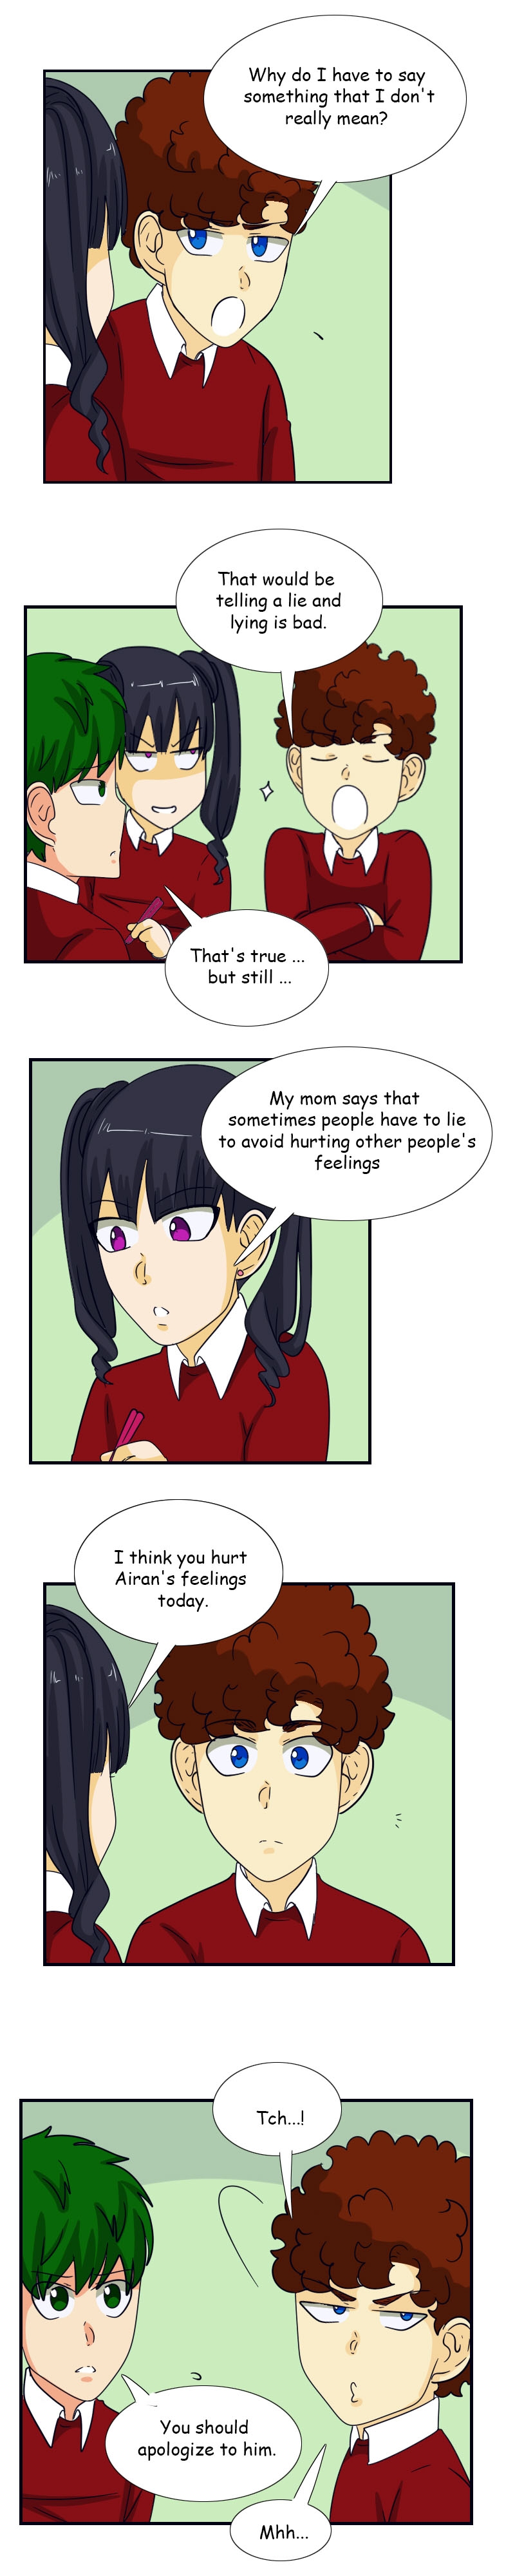 Why do I have to say
something that I don't
really mean?
That would be
telling a lie and
lying is bad.
That's true ...
but still ...
My mom says that
sometimes people have to lie
to avoid hurting other people's
feelings
I think you hurt
Airan's feelings
today.
Tch...!
You should
apologize to him.
Mhh...